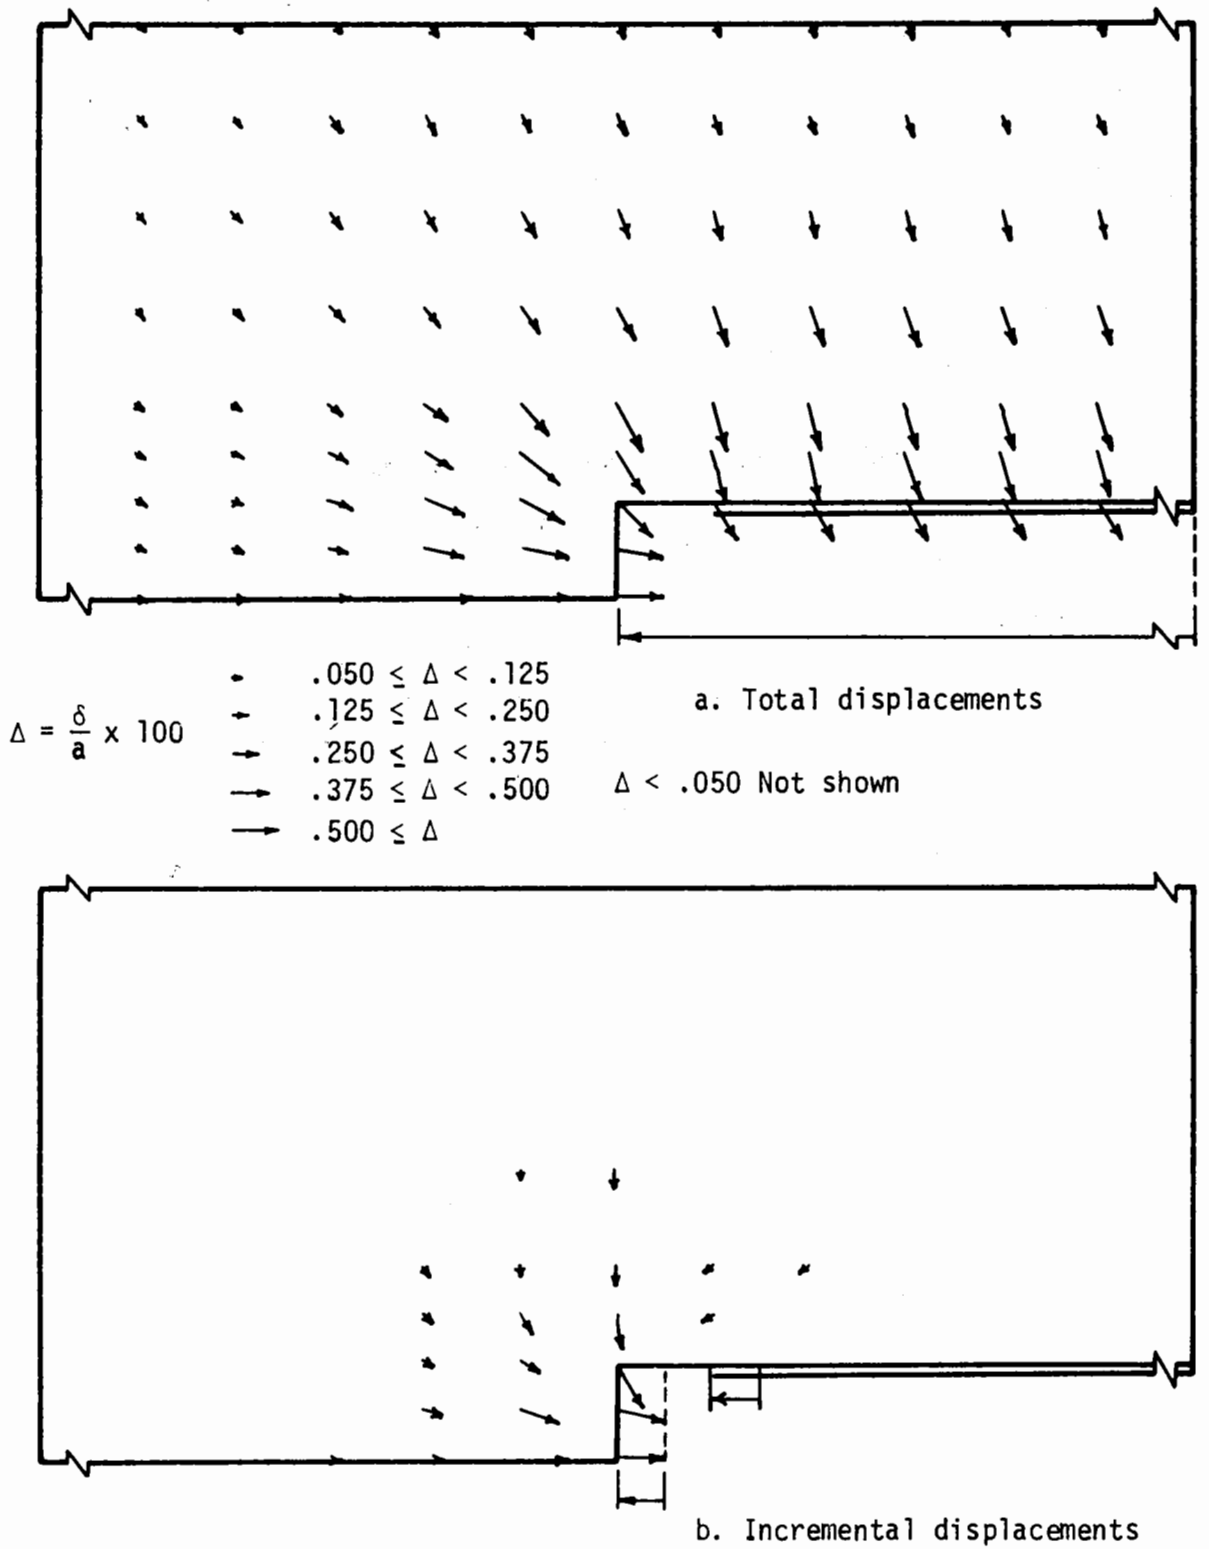 Δ = δ/a x 100
.050 ≤ Δ < .125
.125 ≤ Δ < .250
.250 ≤ Δ < .375
.375 ≤ Δ < .500
.500 ≤ Δ
a. Total displacements
Δ < .050 Not shown
b. Incremental displacements